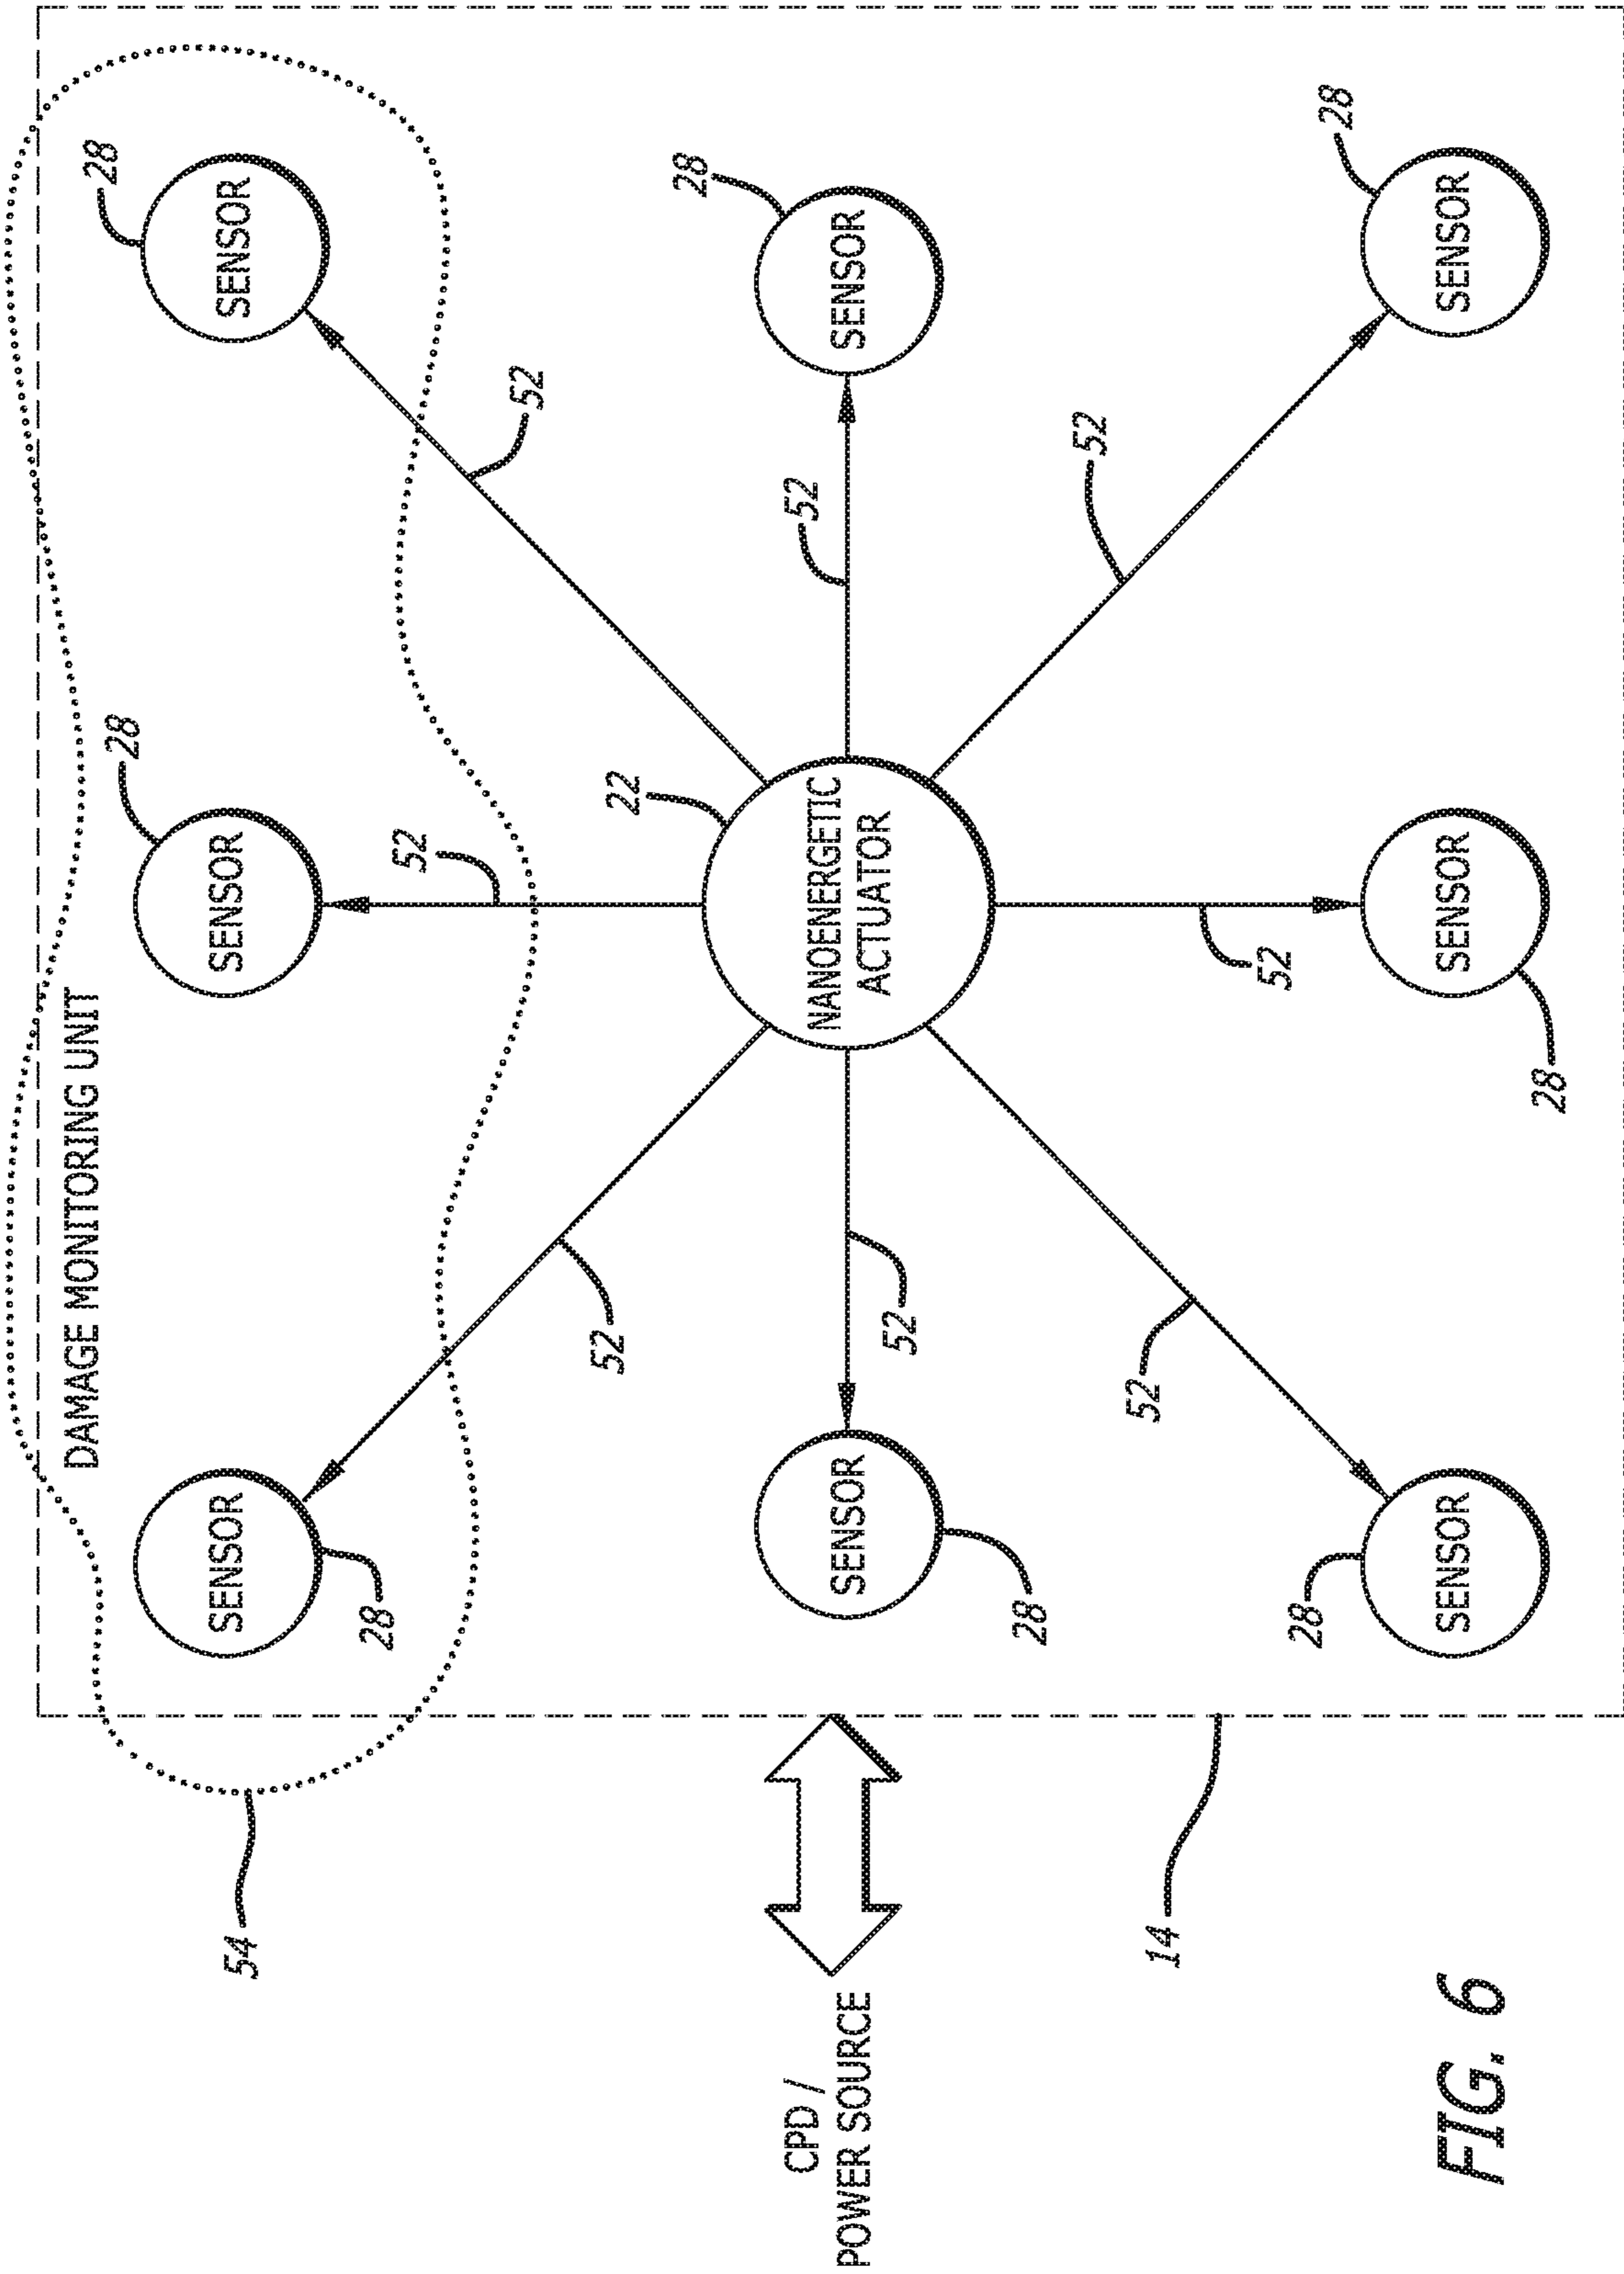 DAMAGE MONITORING UNIT
28
28
SENSOR
SENSOR
SENSOR
54
28
52
52
52
22
28
52
CPD /
POWER SOURCE
SENSOR
NANOENERGETIC
ACTUATOR
SENSOR
52
28
52
52
14
52
28
28
SENSOR
SENSOR
SENSOR
FIG. 6
28